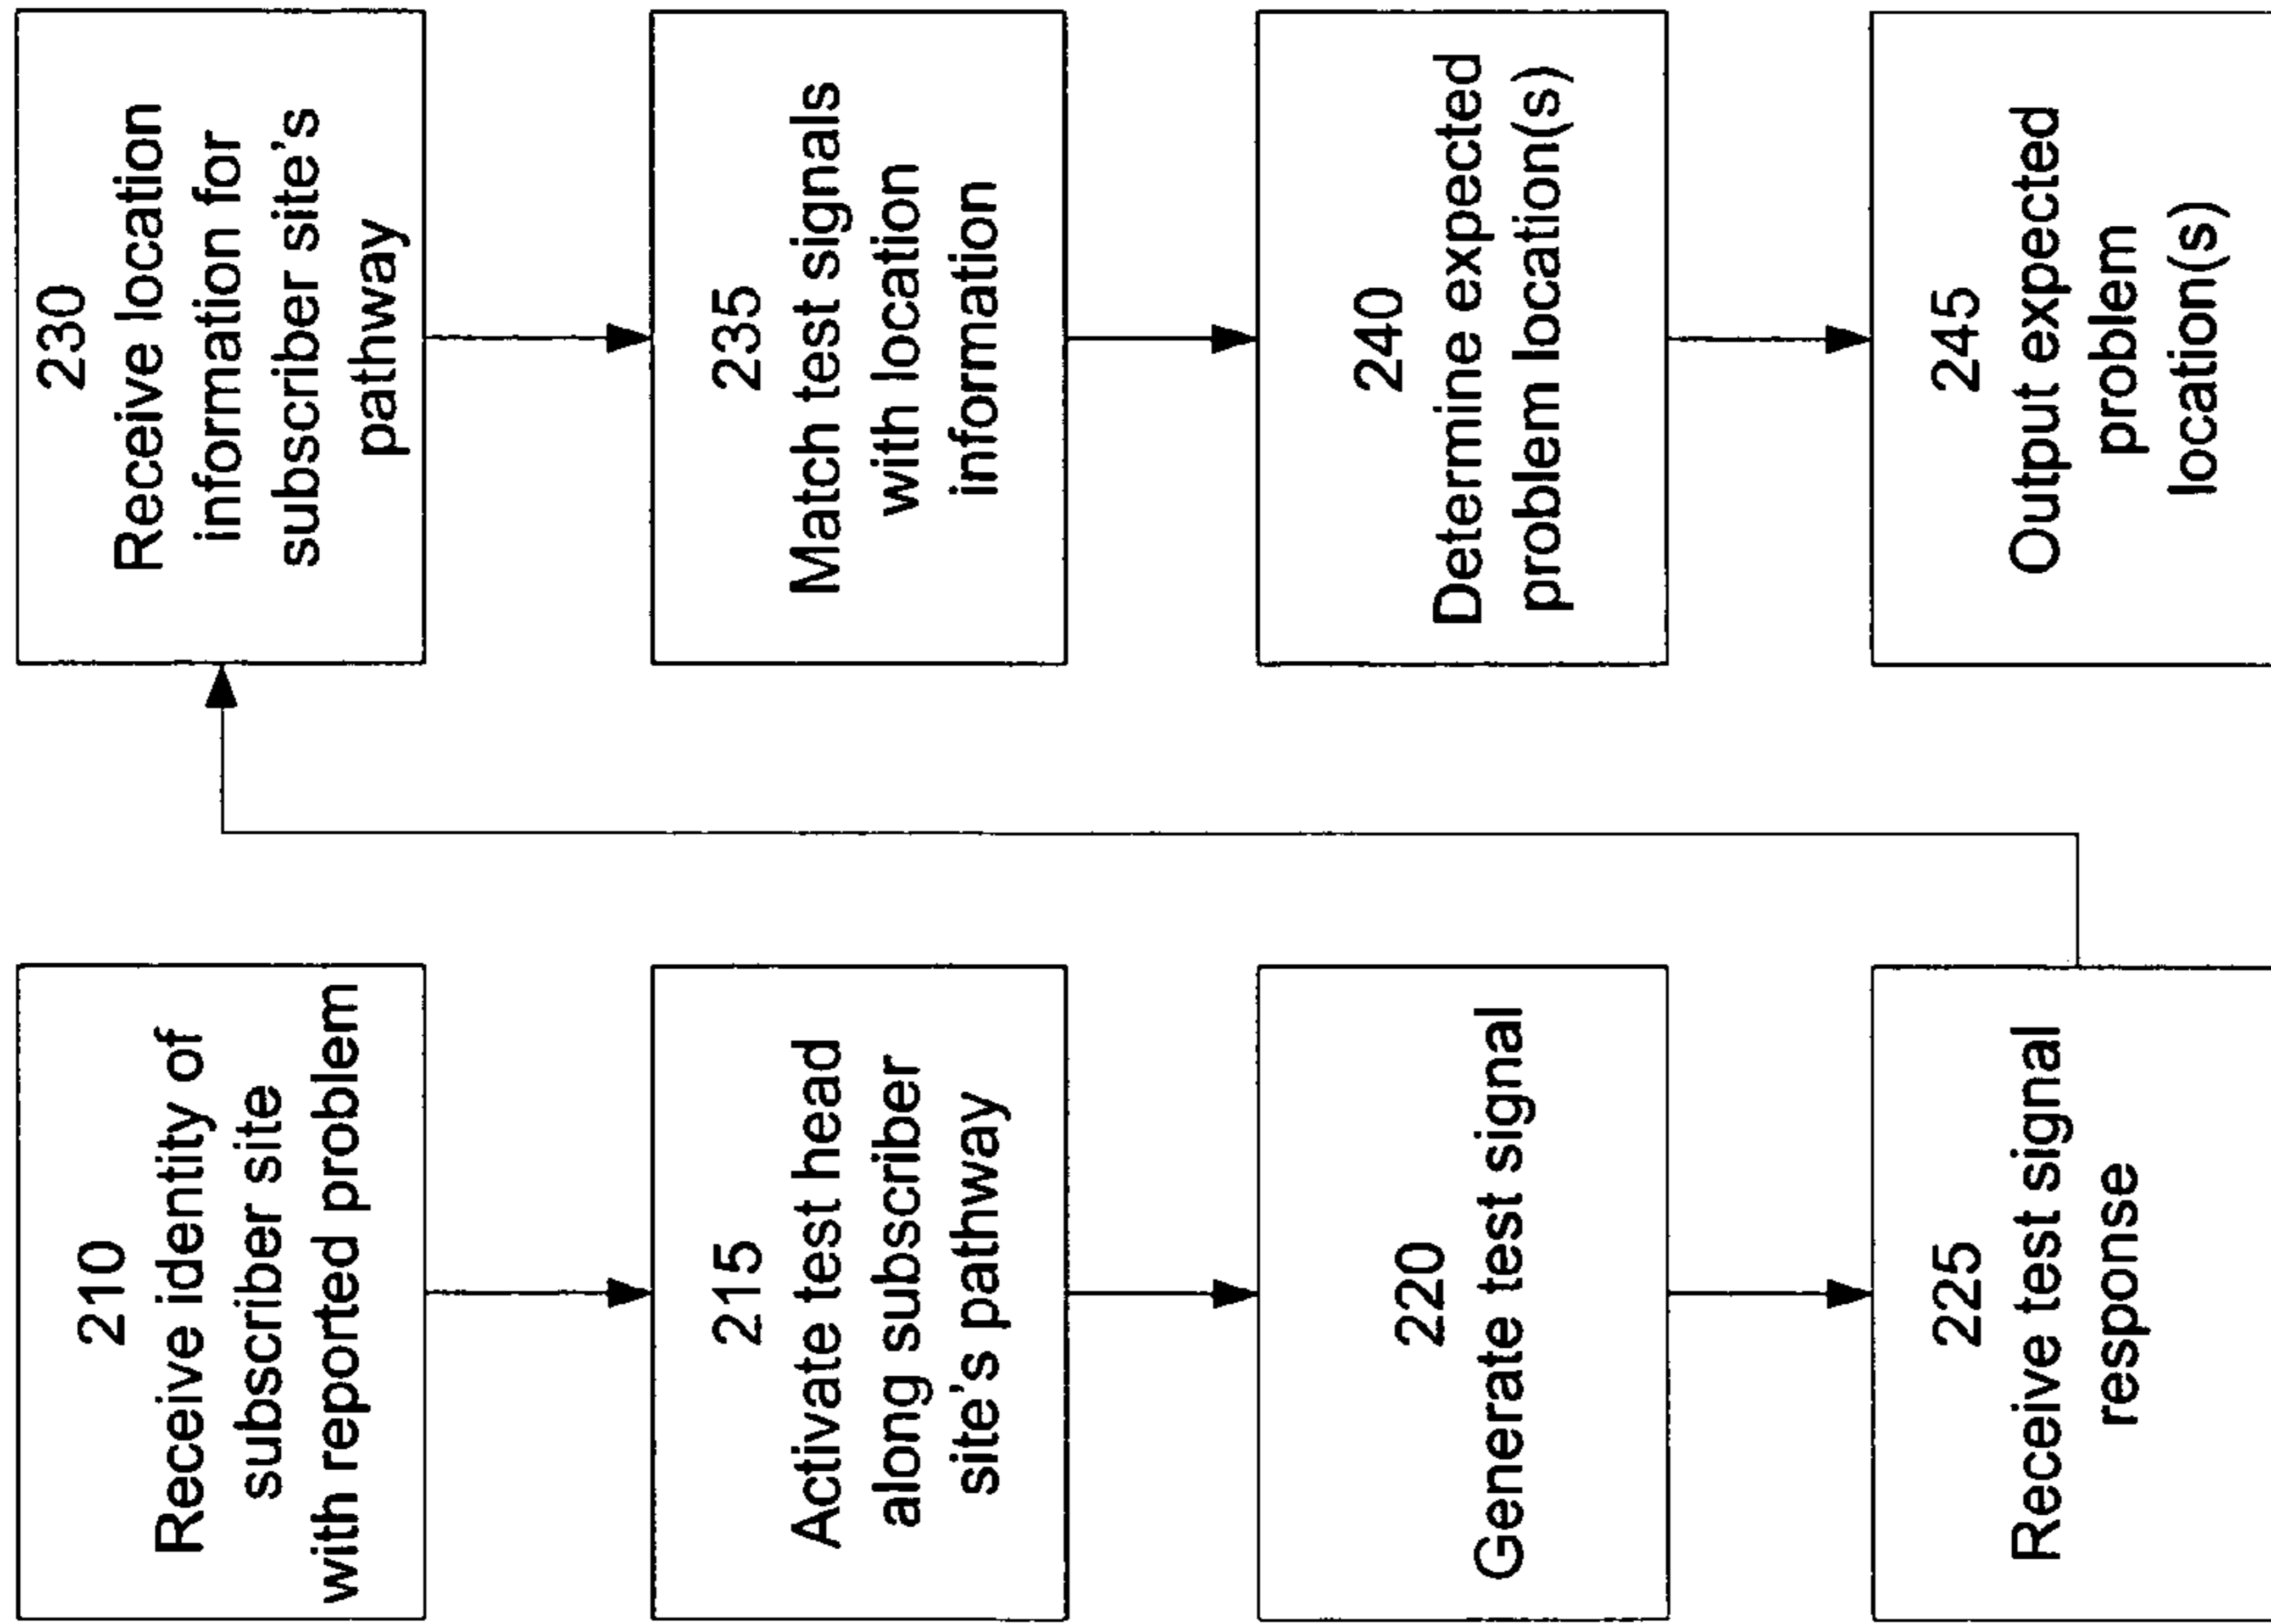 210
Receive identity of
subscriber site
with reported problem
215
Activate test head
along subscriber
site's pathway
220
Generate test signal
225
Receive test signal
response
230
Receive location
information for
subscriber site's
pathway
235
Match test signals
with location
information
240
Determine expected
problem locations(s)
245
Output expected
problem
location(s)